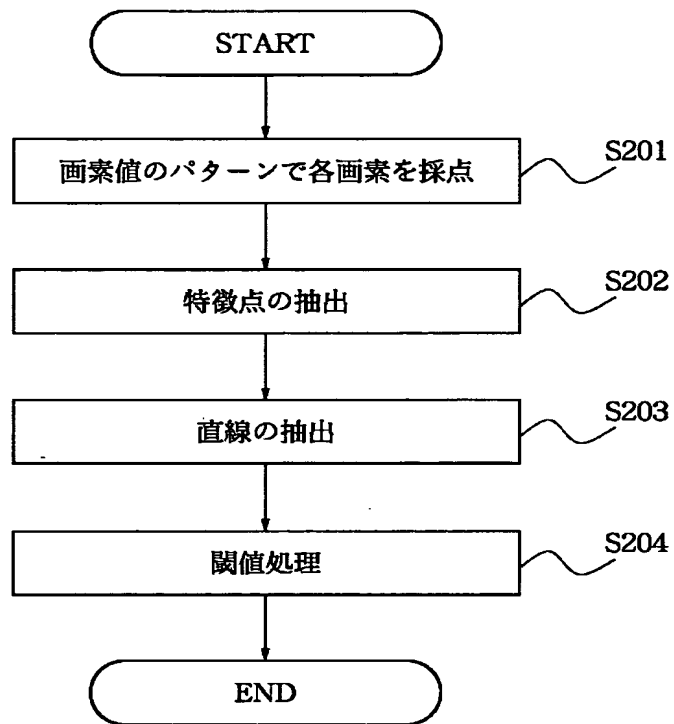 START
画素値のパターンで各画素を採点
S201
特徴点の抽出
S202
直線の抽出
S203
閾値処理
S204
END